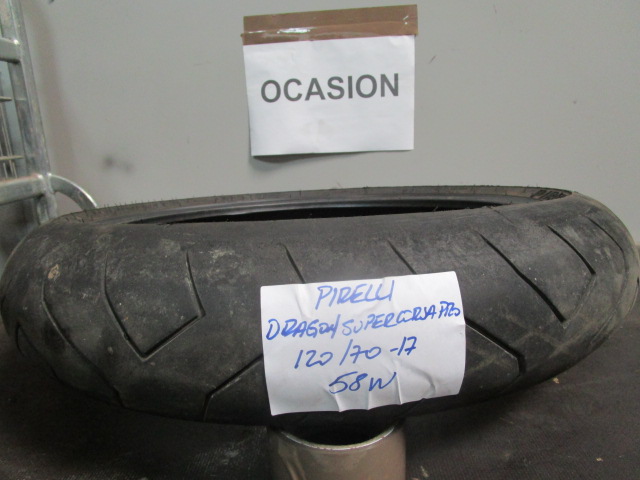 OCASION
PIRELLI
DRAGON/SUPERCORSA PRO
120/70-17
58W